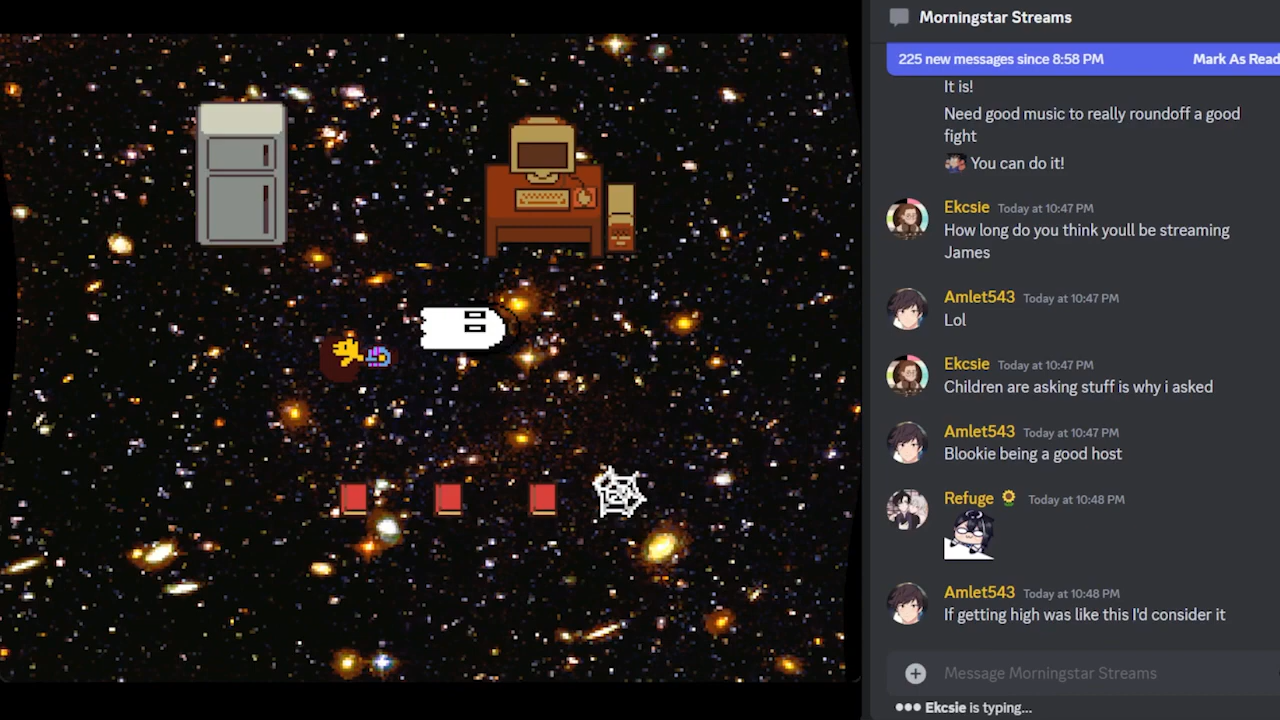 Morningstar Streams
225 new messages since 8:58 PM Mark As Read
It is!
Need good music to really roundoff a good
fight
You can do it!
Ekcsie Today at 10:47 PM
How long do you think youll be streaming
James
Amlet543 Today at 10:47 PM
Lol
Ekcsie Today at 10:47 PM
Children are asking stuff is why i asked
Amlet543 Today at 10:47 PM
Blookie being a good host
Refuge Today at 10:48 PM
Amlet543 Today at 10:48 PM
If getting high was like this I'd consider it
Message Morningstar Streams
Ekcsie is typing...